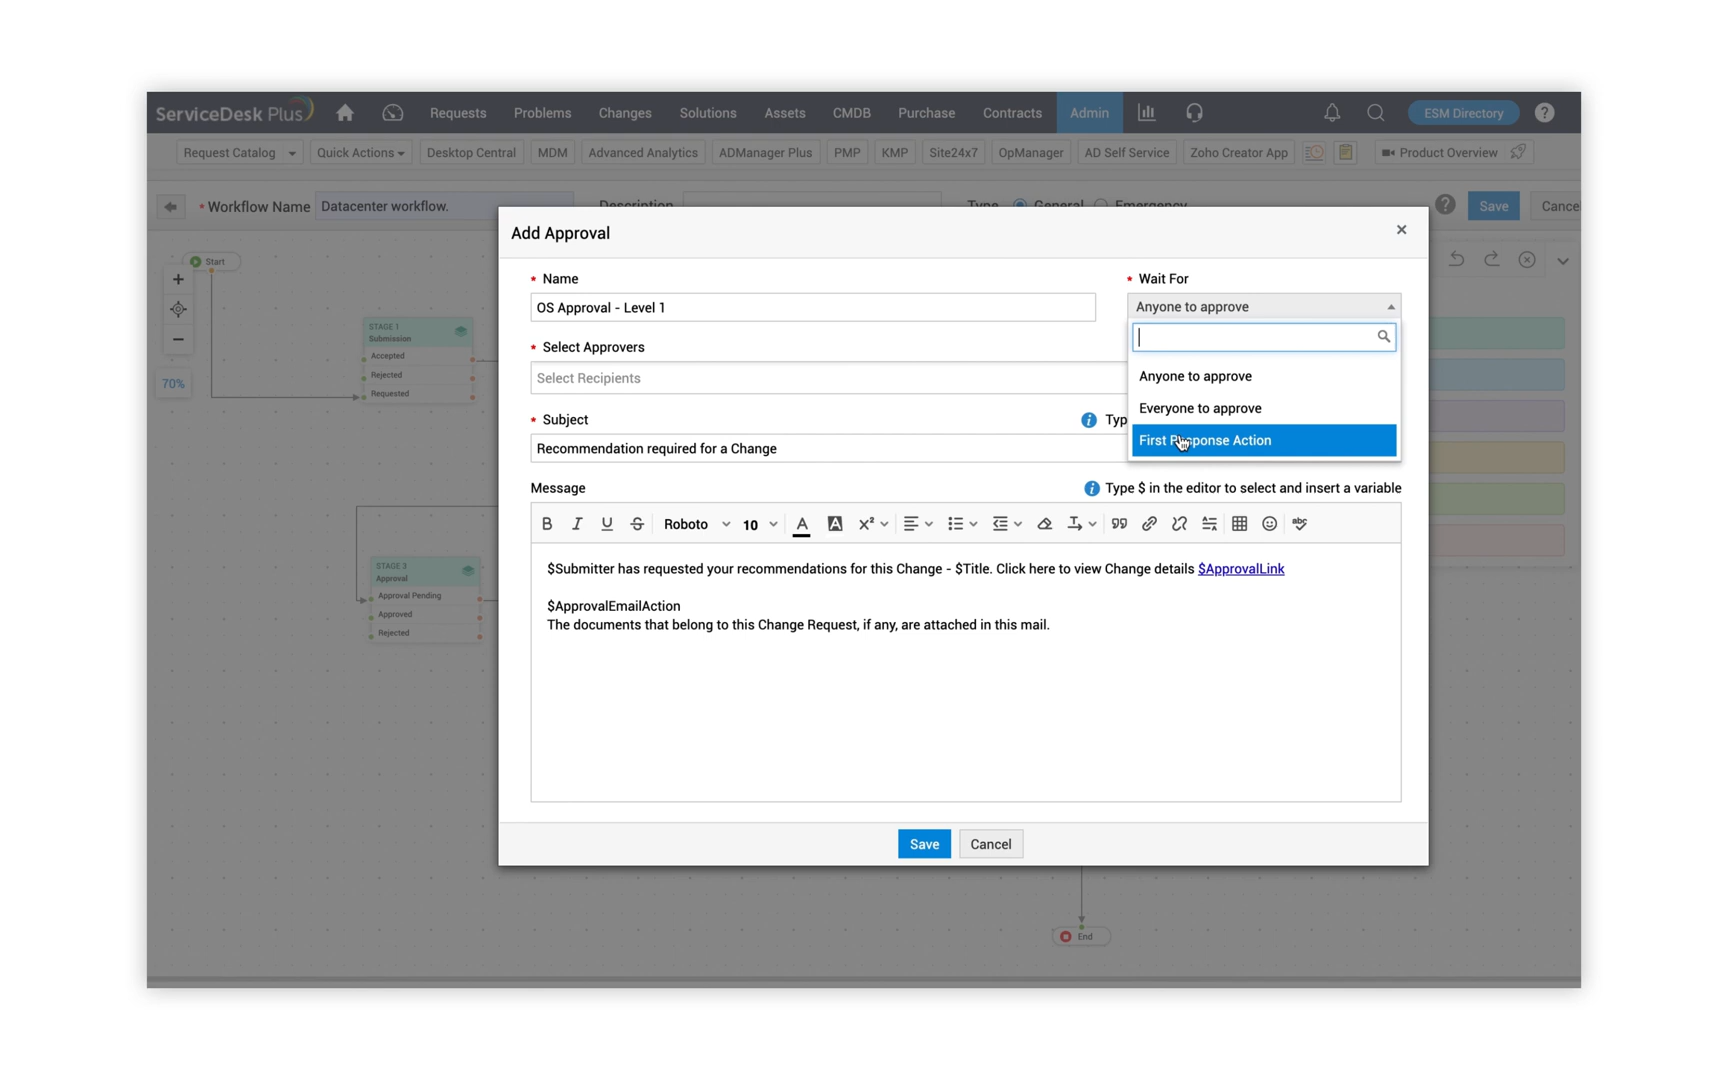 ServiceDesk Plus Requests Problems Changes Solutions Assets CMDB Purchase Contracts Admin ESM Directory ?
Request Catalog Quick Actions Desktop Central MDM Advanced Analytics ADManager Plus PMP KMP Site24x7 OpManager AD Self Service Zoho Creator App Product Overview
* Workflow Name Datacenter workflow. Description Type General Emergency ? Save Cance
Add Approval
* Name * Wait For
OS Approval - Level 1 Anyone to approve
* Select Approvers
Select Recipients
Anyone to approve
Everyone to approve
First Response Action
* Subject Typ
Recommendation required for a Change
Message Type $ in the editor to select and insert a variable
B I U S Roboto 10 A A X²
$Submitter has requested your recommendations for this Change - $Title. Click here to view Change details $ApprovalLink
$ApprovalEmailAction
The documents that belong to this Change Request, if any, are attached in this mail.
Save Cancel
Start
70%
STAGE 1
Submission
Accepted
Rejected
Requested
STAGE 3
Approval
Approval Pending
Approved
Rejected
End